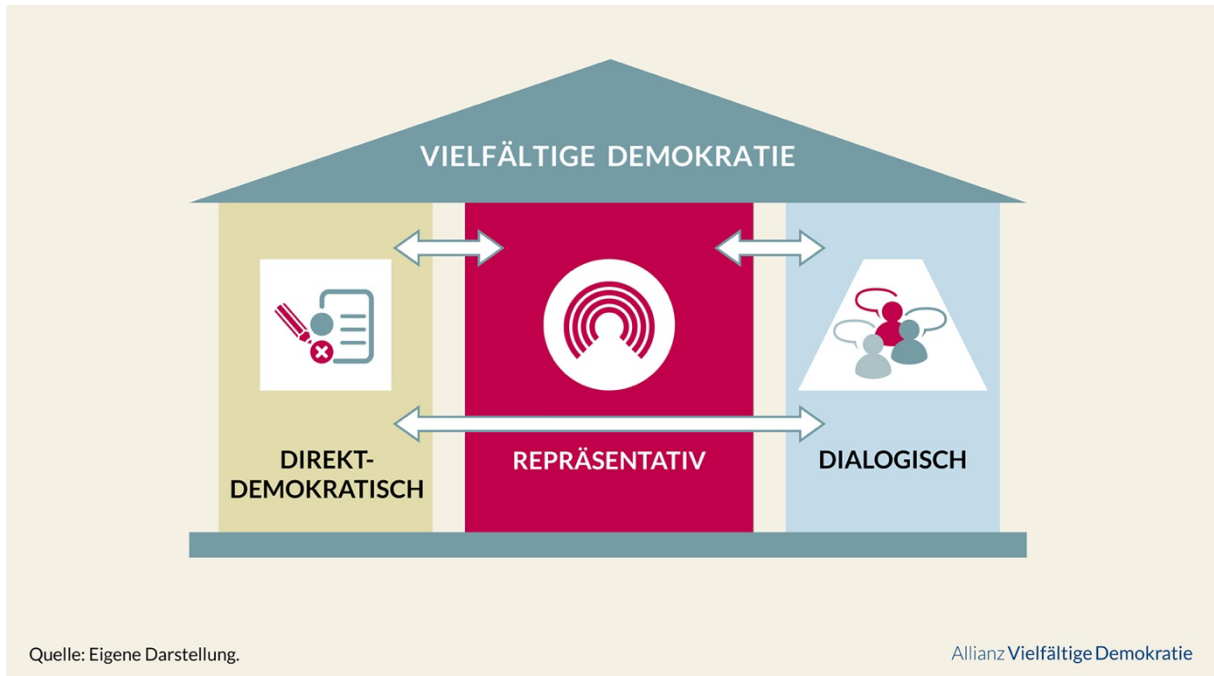 VIELFÄLTIGE DEMOKRATIE
DIREKT-
DEMOKRATISCH
REPRÄSENTATIV
DIALOGISCH
Quelle: Eigene Darstellung.
Allianz Vielfältige Demokratie